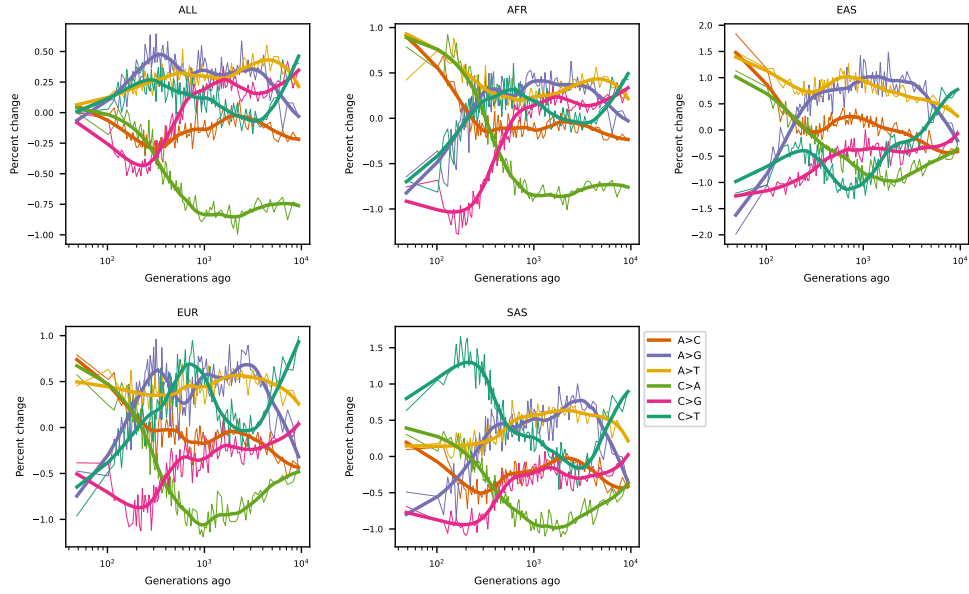 ALL
AFR
EAS
Percent change
0.50
0.25
0.00
−0.25
−0.50
−0.75
−1.00
10²
10³
10⁴
Generations ago
Percent change
1.0
0.5
0.0
−0.5
−1.0
10²
10³
10⁴
Generations ago
Percent change
2.0
1.5
1.0
0.5
0.0
−0.5
−1.0
−1.5
−2.0
10²
10³
10⁴
Generations ago
EUR
SAS
Percent change
1.0
0.5
0.0
−0.5
−1.0
10²
10³
10⁴
Generations ago
Percent change
1.5
1.0
0.5
0.0
−0.5
−1.0
10²
10³
10⁴
Generations ago
A>C
A>G
A>T
C>A
C>G
C>T